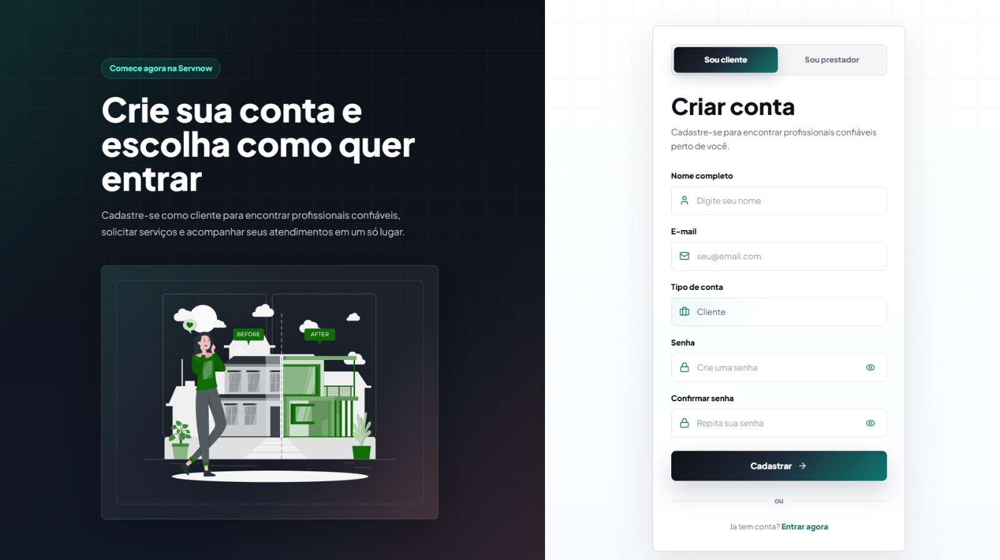 Comece agora na Servnow
Crie sua conta e
escolha como quer
entrar
Cadastre-se como cliente para encontrar profissionais confiáveis,
solicitar serviços e acompanhar seus atendimentos em um só lugar.
BEFORE
AFTER
Sou cliente
Sou prestador
Criar conta
Cadastre-se para encontrar profissionais confiáveis
perto de você.
Nome completo
Digite seu nome
E-mail
seu@email.com
Tipo de conta
Cliente
Senha
Crie uma senha
Confirmar senha
Repita sua senha
Cadastrar
ou
Ja tem conta? Entrar agora